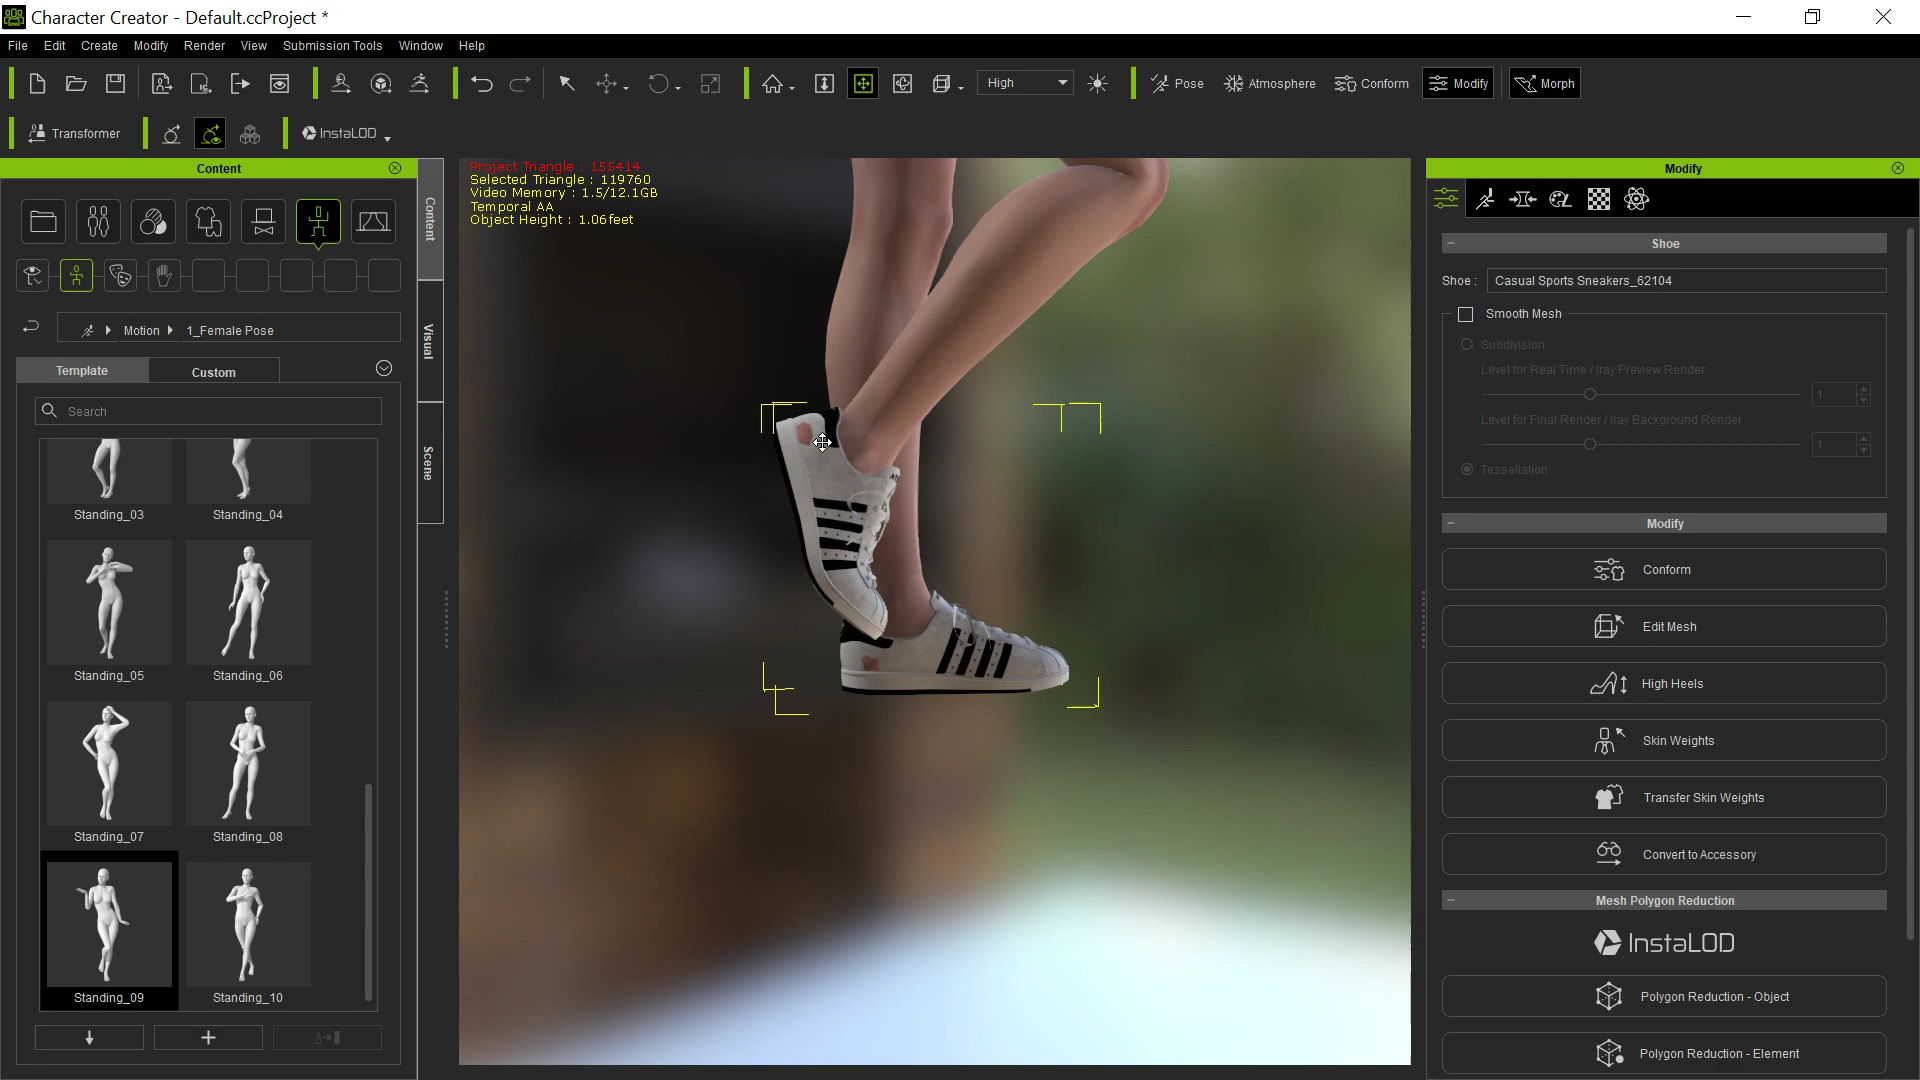 Character Creator - Default.ccProject *
File Edit Create Modify Render View Submission Tools Window Help
High Pose Atmosphere Conform Modify Morph
Transformer InstaLOD
Content
Content
Visual
Scene
Motion 1_Female Pose
Template Custom
Search
Standing_03 Standing_04
Standing_05 Standing_06
Standing_07 Standing_08
Standing_09 Standing_10
Project Triangle : 155414
Selected Triangle : 119760
Video Memory : 1.5/12.1GB
Temporal AA
Object Height : 1.06feet
Modify
Shoe
Shoe : Casual Sports Sneakers_62104
Smooth Mesh
Subdivision
Level for Real Time / Iray Preview Render
1
Level for Final Render / Iray Background Render
1
Tessellation
Modify
Conform
Edit Mesh
High Heels
Skin Weights
Transfer Skin Weights
Convert to Accessory
Mesh Polygon Reduction
InstaLOD
Polygon Reduction - Object
Polygon Reduction - Element